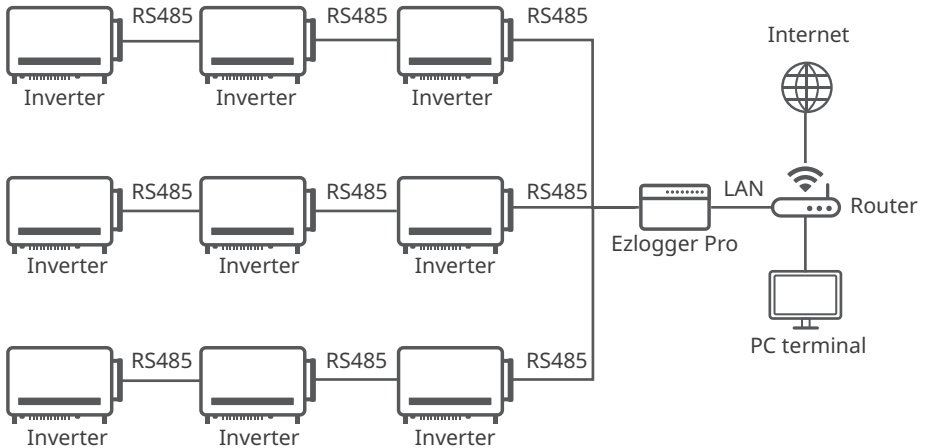 RS485 RS485 RS485
Inverter Inverter Inverter
Internet
RS485 RS485 RS485 LAN
Router
Ezlogger Pro
Inverter Inverter Inverter
PC terminal
RS485 RS485 RS485
Inverter Inverter Inverter